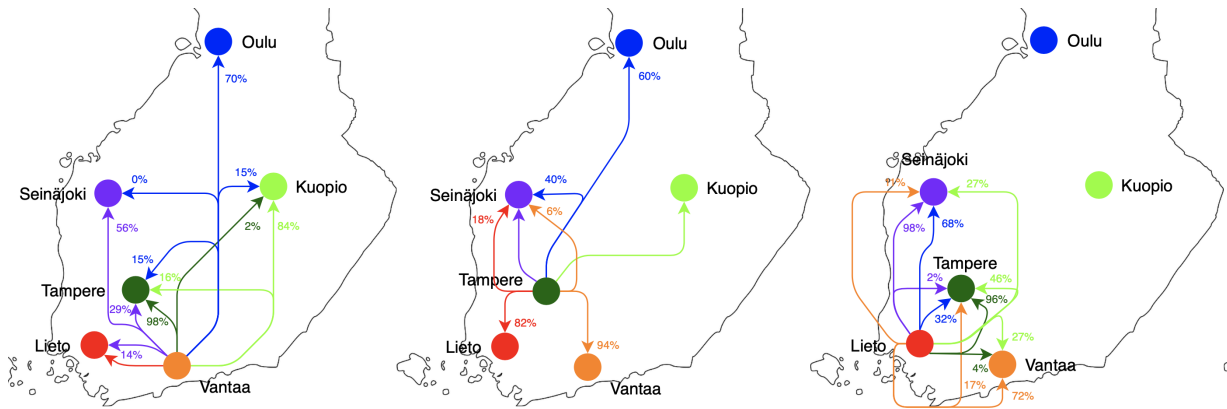 Oulu
70%
Seinäjoki
0%
15%
Kuopio
56%
2%
84%
15%
16%
Tampere
29%
98%
Lieto
14%
Vantaa
Oulu
60%
Seinäjoki
40%
Kuopio
18%
6%
Tampere
82%
Lieto
94%
Vantaa
Oulu
Seinäjoki
11%
27%
Kuopio
98%
68%
Tampere
2%
46%
96%
32%
Lieto
27%
4%
Vantaa
17%
72%